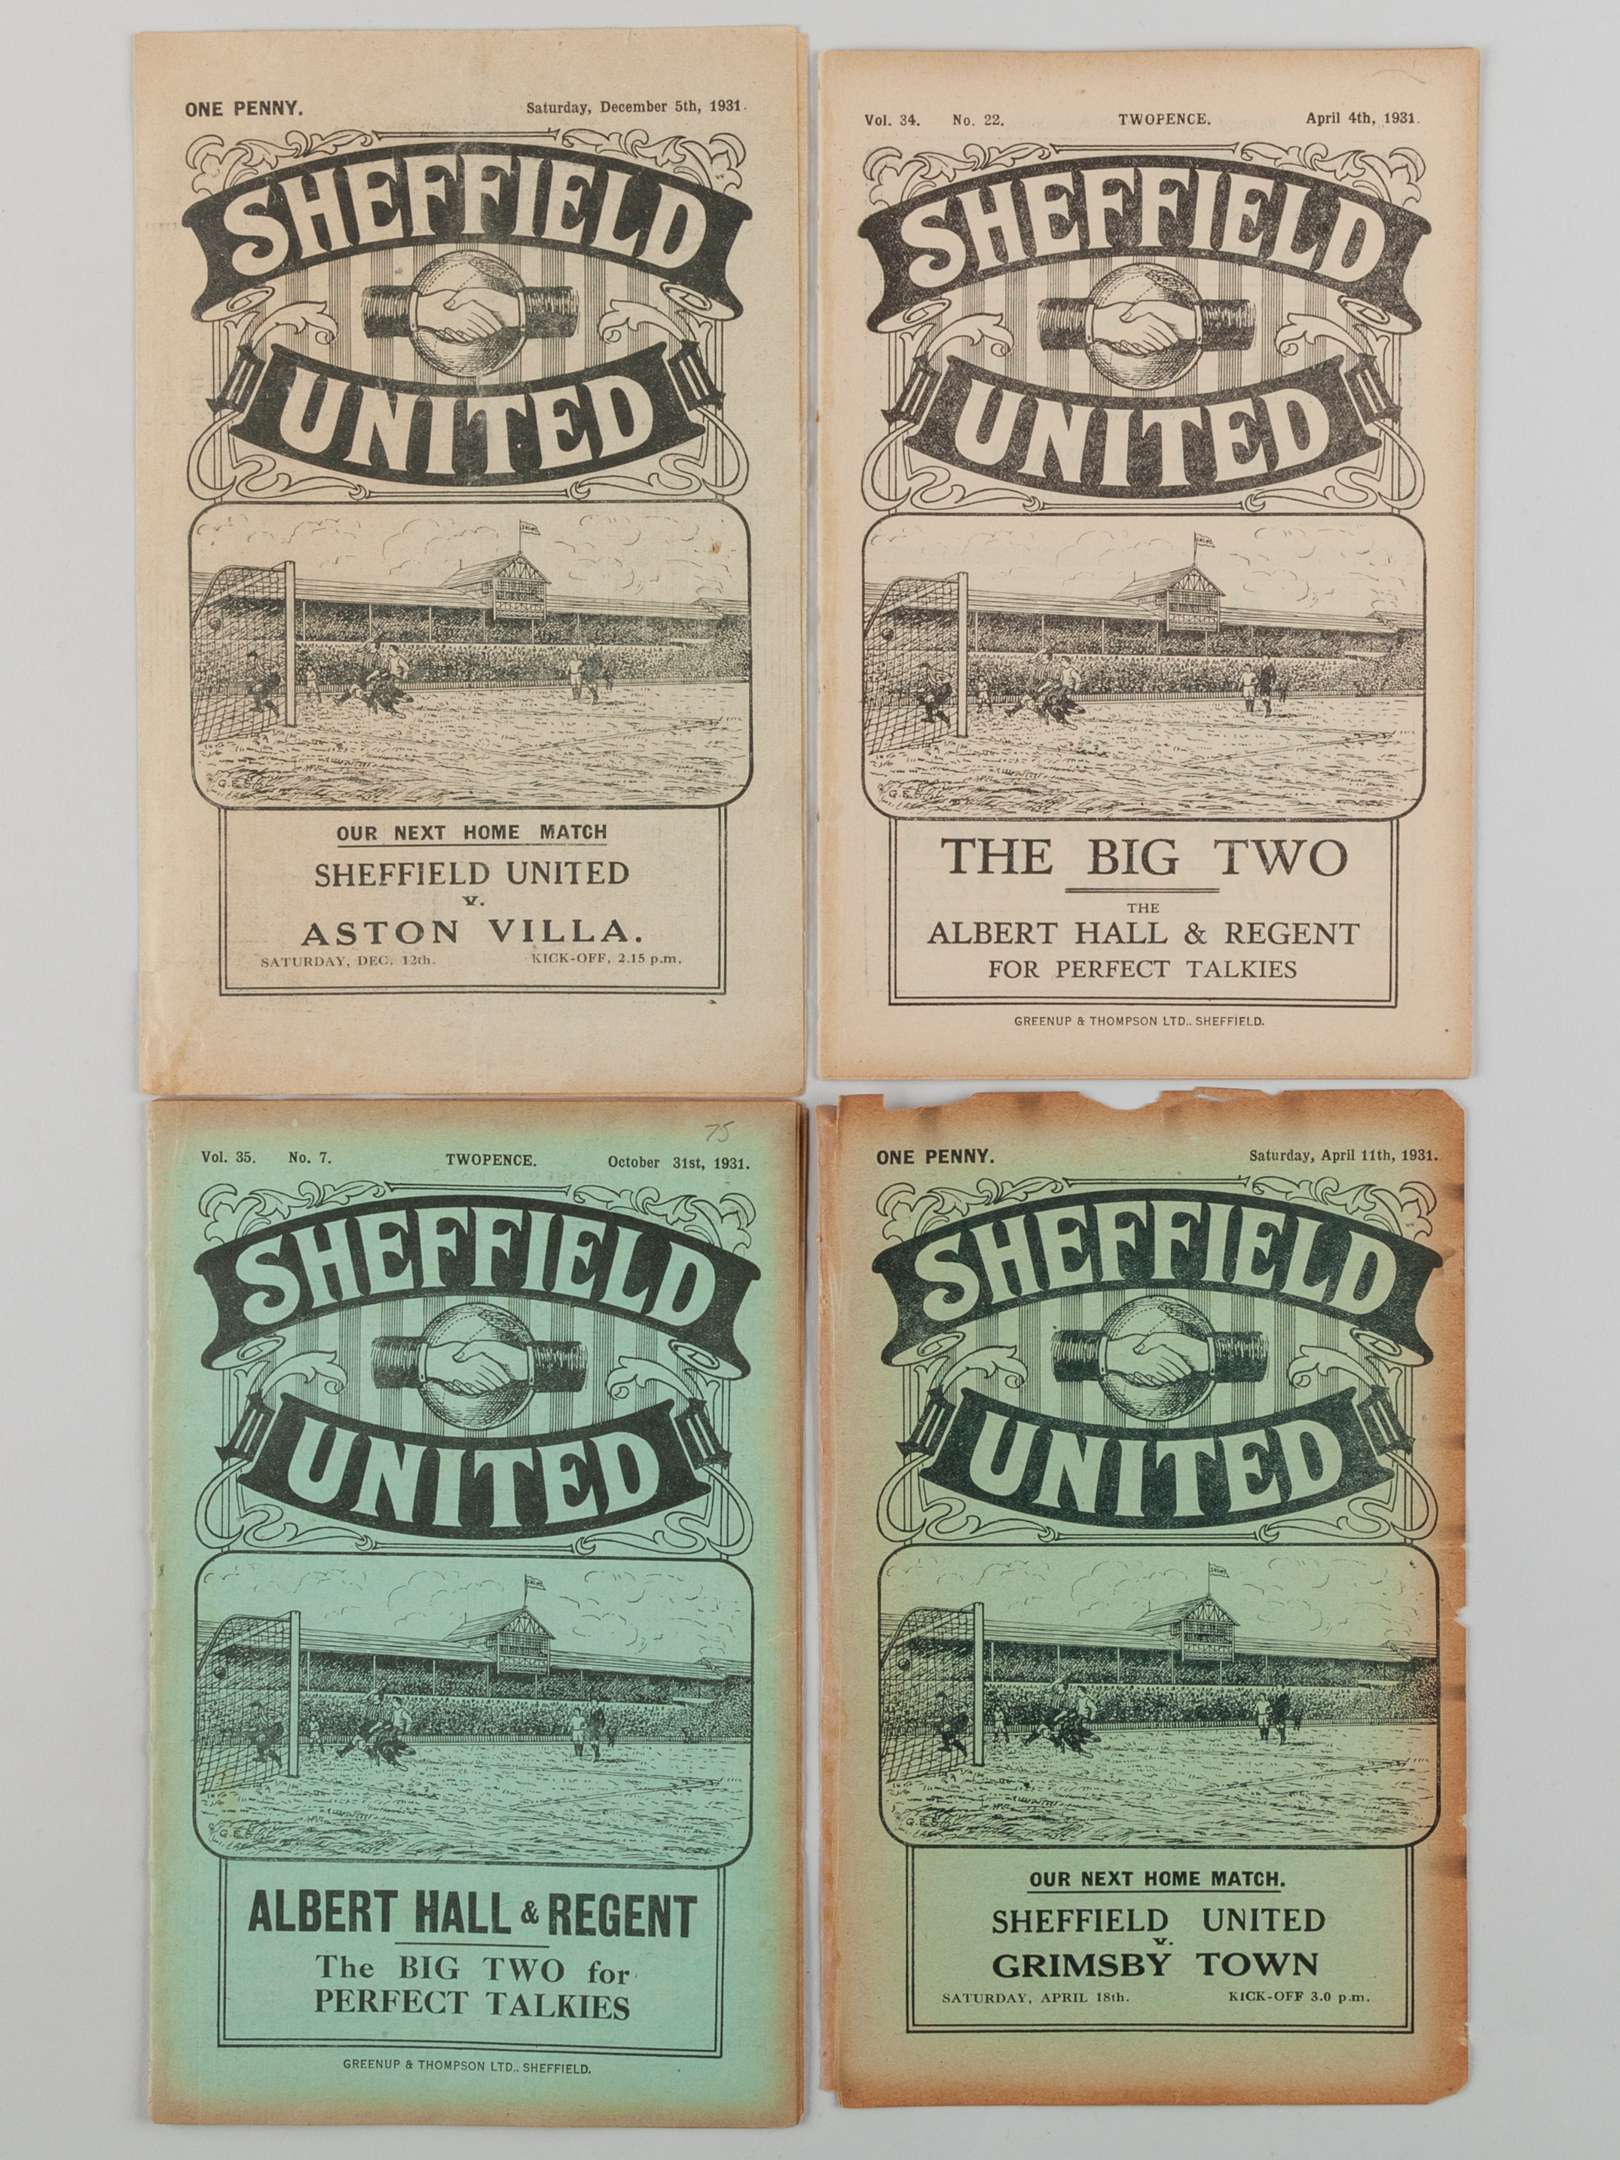 ONE PENNY. Saturday, December 5th, 1931.
SHEFFIELD
UNITED
OUR NEXT HOME MATCH
SHEFFIELD UNITED
v.
ASTON VILLA.
SATURDAY, DEC. 12th. KICK-OFF, 2.15 p.m.
Vol. 34. No. 22. TWOPENCE. April 4th, 1931.
SHEFFIELD
UNITED
THE BIG TWO
THE
ALBERT HALL & REGENT
FOR PERFECT TALKIES
GREENUP & THOMPSON LTD., SHEFFIELD.
75
Vol. 35. No. 7. TWOPENCE. October 31st, 1931.
SHEFFIELD
UNITED
ALBERT HALL & REGENT
The BIG TWO for
PERFECT TALKIES
GREENUP & THOMPSON LTD., SHEFFIELD.
ONE PENNY. Saturday, April 11th, 1931.
SHEFFIELD
UNITED
OUR NEXT HOME MATCH.
SHEFFIELD UNITED
v.
GRIMSBY TOWN
SATURDAY, APRIL 18th. KICK-OFF 3.0 p.m.